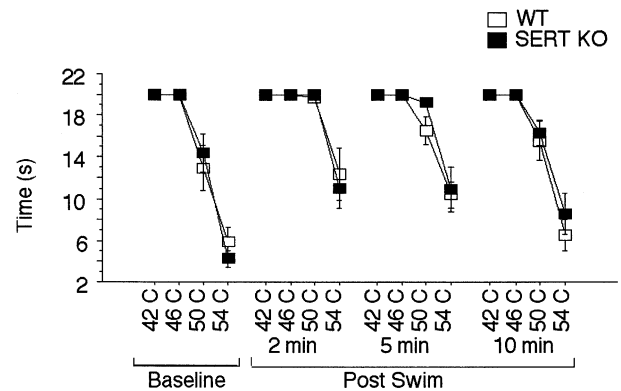 WT
SERT KO
22
18
14
10
6
2
Time (s)
42 C 46 C 50 C 54 C 42 C 46 C 50 C 54 C 42 C 46 C 50 C 54 C 42 C 46 C 50 C 54 C
2 min 5 min 10 min
Baseline Post Swim